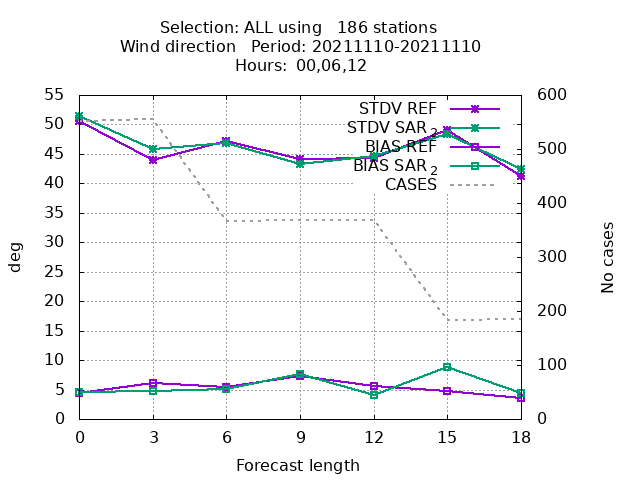 Selection: ALL using   186 stations
Wind direction   Period: 20211110-20211110
Hours:  00,06,12
55 600
STDV REF
50 STDV SAR 2 500
BIAS REF
45 BIAS SAR 2
40 CASES 400
35
30 300
deg No cases
25
20 200
15
10 100
5
0 0
0 3 6 9 12 15 18
Forecast length